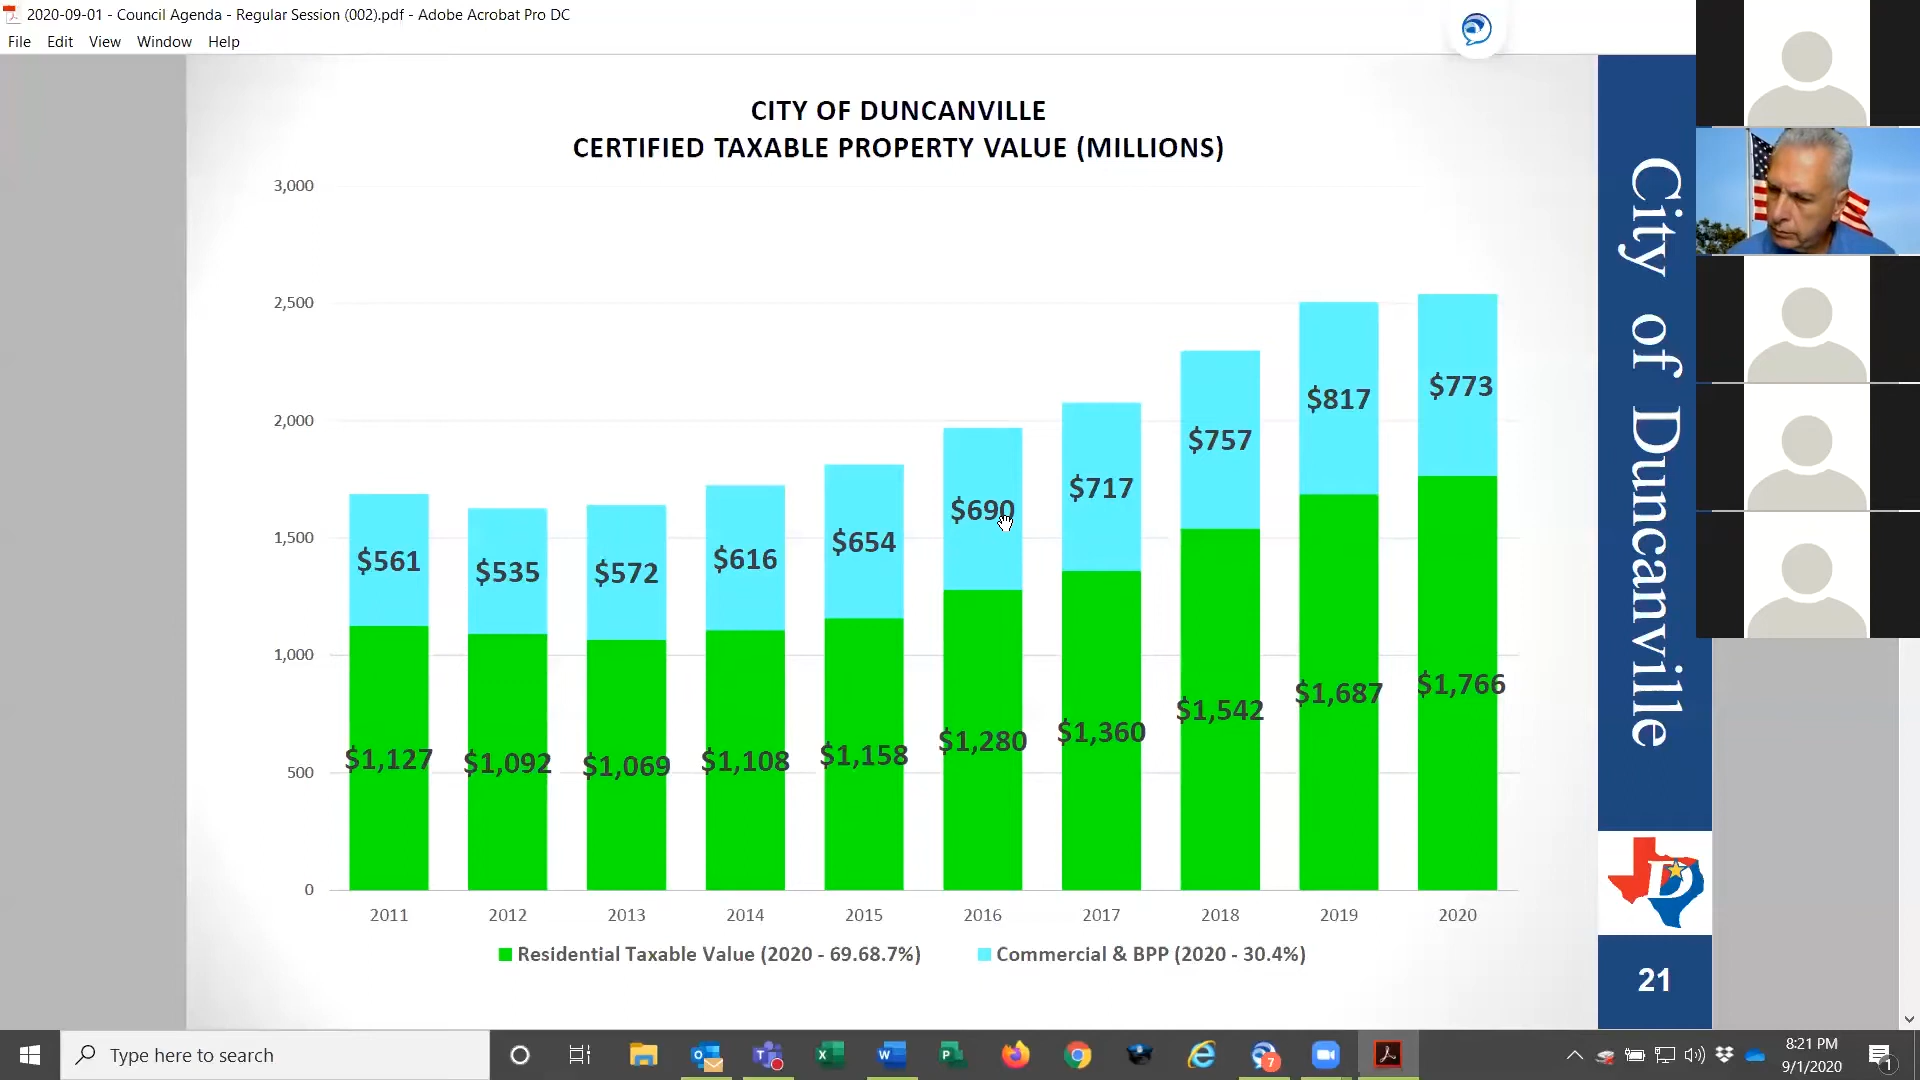 2020-09-01 - Council Agenda - Regular Session (002).pdf - Adobe Acrobat Pro DC
File Edit View Window Help
CITY OF DUNCANVILLE
CERTIFIED TAXABLE PROPERTY VALUE (MILLIONS)
3,000
2,500
2,000
1,500
1,000
500
0
$561 $535 $572 $616 $654 $690 $717 $757 $817 $773
$1,127 $1,092 $1,069 $1,108 $1,158 $1,280 $1,360 $1,542 $1,687 $1,766
2011 2012 2013 2014 2015 2016 2017 2018 2019 2020
Residential Taxable Value (2020 - 69.68.7%) Commercial & BPP (2020 - 30.4%)
City of Duncanville
D
21
Type here to search
7
8:21 PM
9/1/2020
1